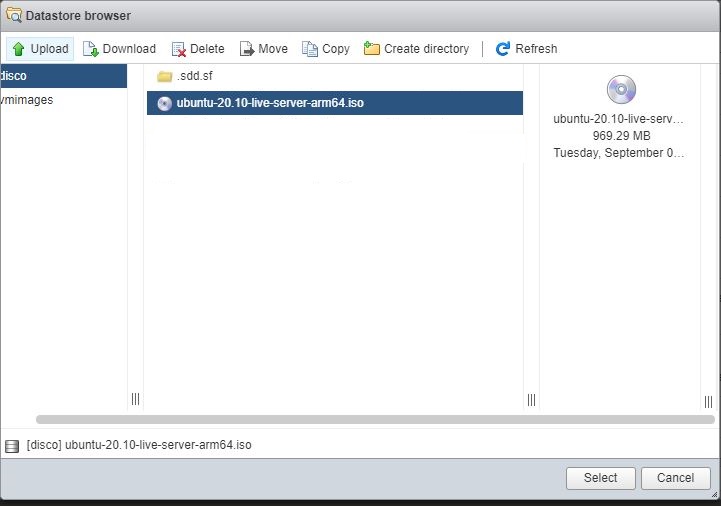 Datastore browser
Upload Download Delete Move Copy Create directory Refresh
disco
vmimages
.sdd.sf
ubuntu-20.10-live-server-arm64.iso
ubuntu-20.10-live-serv…
969.29 MB
Tuesday, September 0…
[disco] ubuntu-20.10-live-server-arm64.iso
Select Cancel